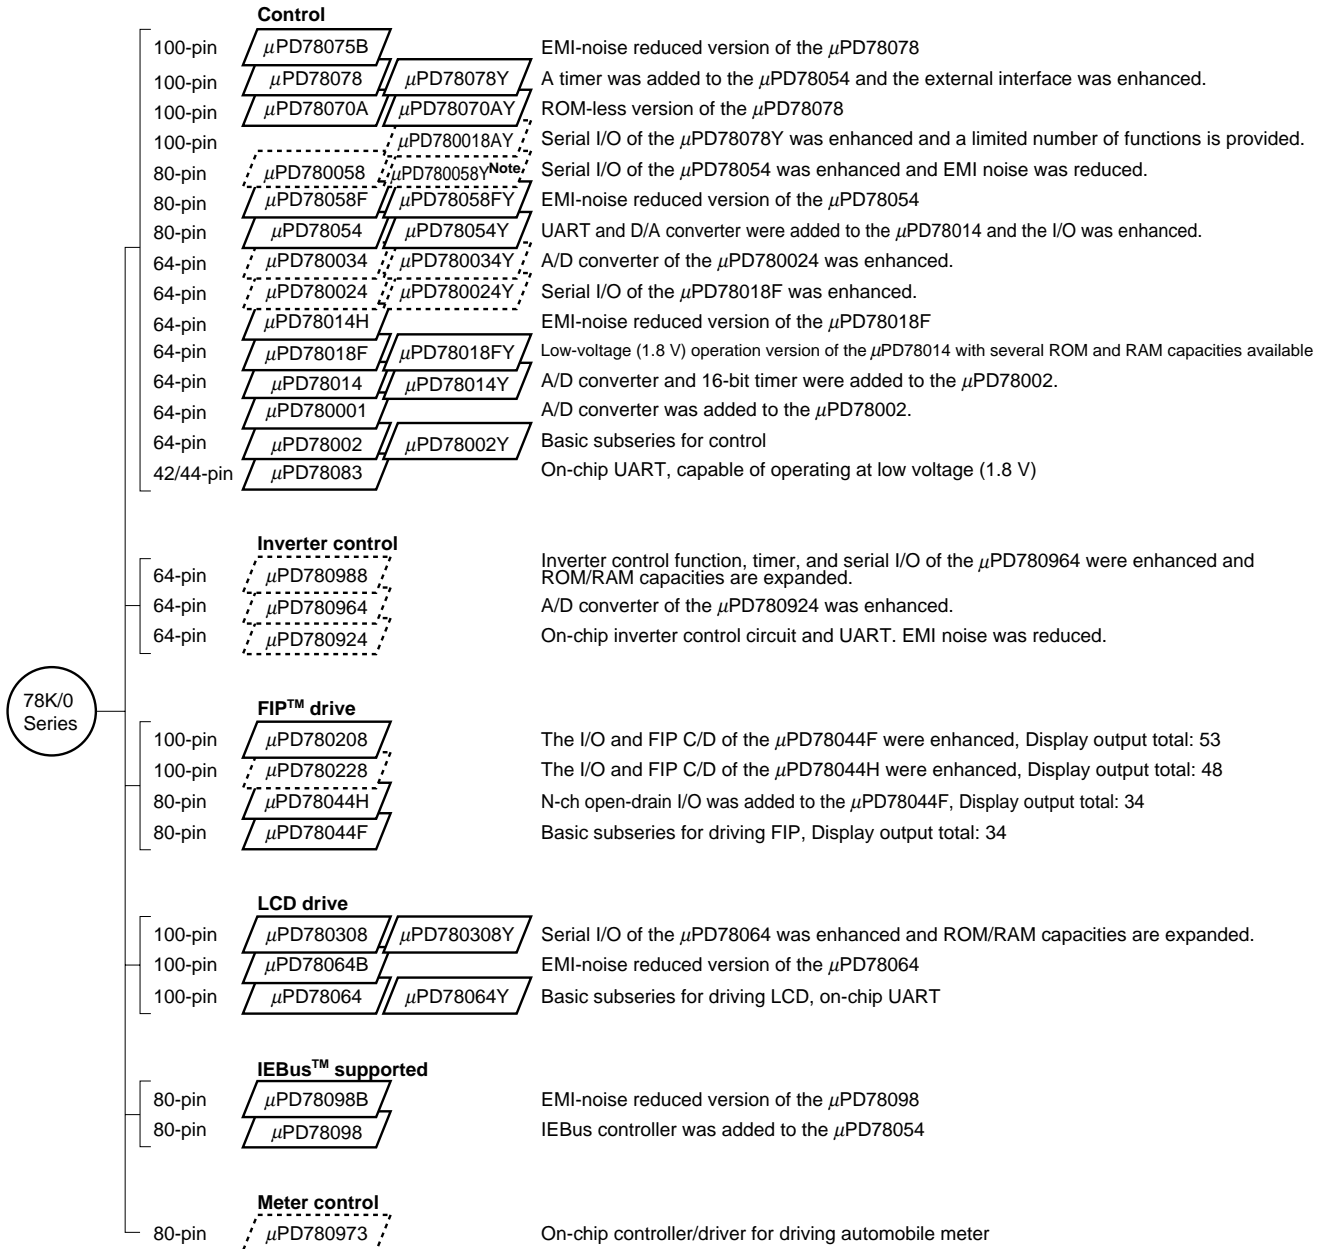 Control
100-pin μPD78075B EMI-noise reduced version of the μPD78078
100-pin μPD78078 μPD78078Y A timer was added to the μPD78054 and the external interface was enhanced.
100-pin μPD78070A μPD78070AY ROM-less version of the μPD78078
100-pin μPD780018AY Serial I/O of the μPD78078Y was enhanced and a limited number of functions is provided.
80-pin μPD780058 μPD780058YNote Serial I/O of the μPD78054 was enhanced and EMI noise was reduced.
80-pin μPD78058F μPD78058FY EMI-noise reduced version of the μPD78054
80-pin μPD78054 μPD78054Y UART and D/A converter were added to the μPD78014 and the I/O was enhanced.
64-pin μPD780034 μPD780034Y A/D converter of the μPD780024 was enhanced.
64-pin μPD780024 μPD780024Y Serial I/O of the μPD78018F was enhanced.
64-pin μPD78014H EMI-noise reduced version of the μPD78018F
64-pin μPD78018F μPD78018FY Low-voltage (1.8 V) operation version of the μPD78014 with several ROM and RAM capacities available
64-pin μPD78014 μPD78014Y A/D converter and 16-bit timer were added to the μPD78002.
64-pin μPD780001 A/D converter was added to the μPD78002.
64-pin μPD78002 μPD78002Y Basic subseries for control
42/44-pin μPD78083 On-chip UART, capable of operating at low voltage (1.8 V)
Inverter control
64-pin μPD780988 Inverter control function, timer, and serial I/O of the μPD780964 were enhanced and
ROM/RAM capacities are expanded.
64-pin μPD780964 A/D converter of the μPD780924 was enhanced.
64-pin μPD780924 On-chip inverter control circuit and UART. EMI noise was reduced.
78K/0
Series
FIP™ drive
100-pin μPD780208 The I/O and FIP C/D of the μPD78044F were enhanced, Display output total: 53
100-pin μPD780228 The I/O and FIP C/D of the μPD78044H were enhanced, Display output total: 48
80-pin μPD78044H N-ch open-drain I/O was added to the μPD78044F, Display output total: 34
80-pin μPD78044F Basic subseries for driving FIP, Display output total: 34
LCD drive
100-pin μPD780308 μPD780308Y Serial I/O of the μPD78064 was enhanced and ROM/RAM capacities are expanded.
100-pin μPD78064B EMI-noise reduced version of the μPD78064
100-pin μPD78064 μPD78064Y Basic subseries for driving LCD, on-chip UART
IEBus™ supported
80-pin μPD78098B EMI-noise reduced version of the μPD78098
80-pin μPD78098 IEBus controller was added to the μPD78054
Meter control
80-pin μPD780973 On-chip controller/driver for driving automobile meter